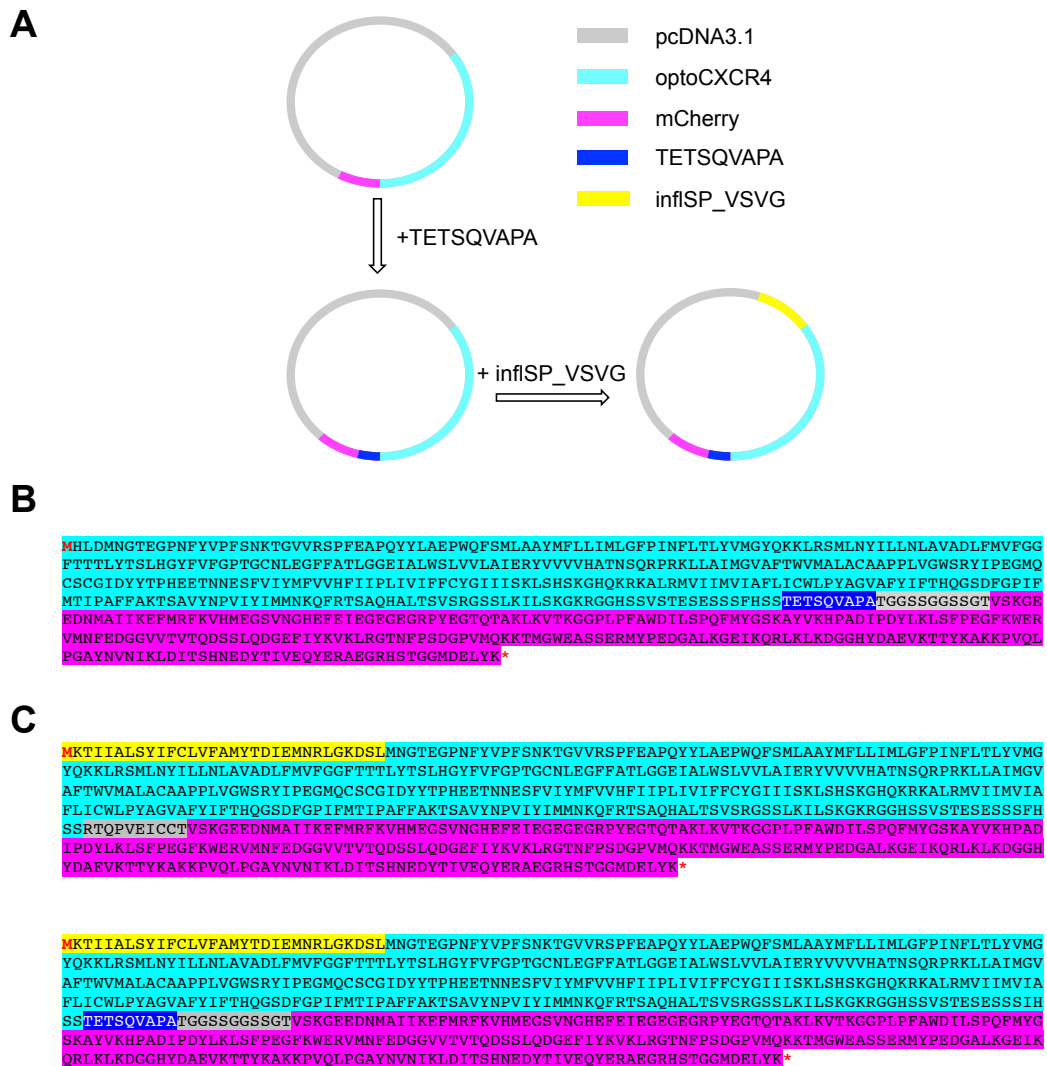 A
pcDNA3.1
optoCXCR4
mCherry
TETSQVAPA
inflSP_VSVG
+TETSQVAPA
+ inflSP_VSVG
B
MHLDMNGTEGPNFYVPFSNKTGVVRSPFEAPQYYLAEPWQFSMLAAYMFLLIMLGFPINFLTLYVMGYQKKLRSMLNYILLNLAVADLFMVFGG
FTTTLYTSLHGYFVFGPTGCNLEGFFATLGGEIALWSLVVLAIERYVVVVHATNSQRPRKLLAIMGVAFTWVMALACAAPPLVGWSRYIPEGMQ
CSCGIDYYTPHEETNNESFVIYMFVVHFIIPLIVIFFCYGIIISKLSHSKGHQKRKALRMVIIMVIAFLICWLPYAGVAFYIFTHQGSDFGPIF
MTIPAFFAKTSAVYNPVIYIMMNKQFRTSAQHALTSVSRGSSLKILSKGKRGGHSSVSTESESSSFHSSTETSQVAPATGGSSGGSSGTVSKGE
EDNMAIIKEFMRFKVHMEGSVNGHEFEIEGEGEGRPYEGTQTAKLKVTKGGPLPFAWDILSPQFMYGSKAYVKHPADIPDYLKLSFPEGFKWER
VMNFEDGGVVTVTQDSSLQDGEFIYKVKLRGTNFPSDGPVMQKKTMGWEASSERMYPEDGALKGEIKQRLKLKDGGHYDAEVKTTYKAKKPVQL
PGAYNVNIKLDITSHNEDYTIVEQYERAEGRHSTGGMDELYK*
C
MKTIIALSYIFCLVFAMYTDIEMNRLGKDSLMNGTEGPNFYVPFSNKTGVVRSPFEAPQYYLAEPWQFSMLAAYMFLLIMLGFPINFLTLYVMG
YQKKLRSMLNYILLNLAVADLFMVFGGFTTTLYTSLHGYFVFGPTGCNLEGFFATLGGEIALWSLVVLAIERYVVVVHATNSQRPRKLLAIMGV
AFTWVMALACAAPPLVGWSRYIPEGMQCSCGIDYYTPHEETNNESFVIYMFVVHFIIPLIVIFFCYGIIISKLSHSKGHQKRKALRMVIIMVIA
FLICWLPYAGVAFYIFTHQGSDFGPIFMTIPAFFAKTSAVYNPVIYIMMNKQFRTSAQHALTSVSRGSSLKILSKGKRGGHSSVSTESESSSFH
SSRTQPVEICCTVSKGEEDNMAIIKEFMRFKVHMEGSVNGHEFEIEGEGEGRPYEGTQTAKLKVTKGGPLPFAWDILSPQFMYGSKAYVKHPAD
IPDYLKLSFPEGFKWERVMNFEDGGVVTVTQDSSLQDGEFIYKVKLRGTNFPSDGPVMQKKTMGWEASSERMYPEDGALKGEIKQRLKLKDGGH
YDAEVKTTYKAKKPVQLPGAYNVNIKLDITSHNEDYTIVEQYERAEGRHSTGGMDELYK*
MKTIIALSYIFCLVFAMYTDIEMNRLGKDSLMNGTEGPNFYVPFSNKTGVVRSPFEAPQYYLAEPWQFSMLAAYMFLLIMLGFPINFLTLYVMG
YQKKLRSMLNYILLNLAVADLFMVFGGFTTTLYTSLHGYFVFGPTGCNLEGFFATLGGEIALWSLVVLAIERYVVVVHATNSQRPRKLLAIMGV
AFTWVMALACAAPPLVGWSRYIPEGMQCSCGIDYYTPHEETNNESFVIYMFVVHFIIPLIVIFFCYGIIISKLSHSKGHQKRKALRMVIIMVIA
FLICWLPYAGVAFYIFTHQGSDFGPIFMTIPAFFAKTSAVYNPVIYIMMNKQFRTSAQHALTSVSRGSSLKILSKGKRGGHSSVSTESESSSIH
SSTETSQVAPATGGSSGGSSGTVSKGEEDNMAIIKEFMRFKVHMEGSVNGHEFEIEGEGEGRPYEGTQTAKLKVTKGGPLPFAWDILSPQFMYG
SKAYVKHPADIPDYLKLSFPEGFKWERVMNFEDGGVVTVTQDSSLQDGEFIYKVKLRGTNFPSDGPVMQKKTMGWEASSERMYPEDGALKGEIK
QRLKLKDGGHYDAEVKTTYKAKKPVQLPGAYNVNIKLDITSHNEDYTIVEQYERAEGRHSTGGMDELYK*